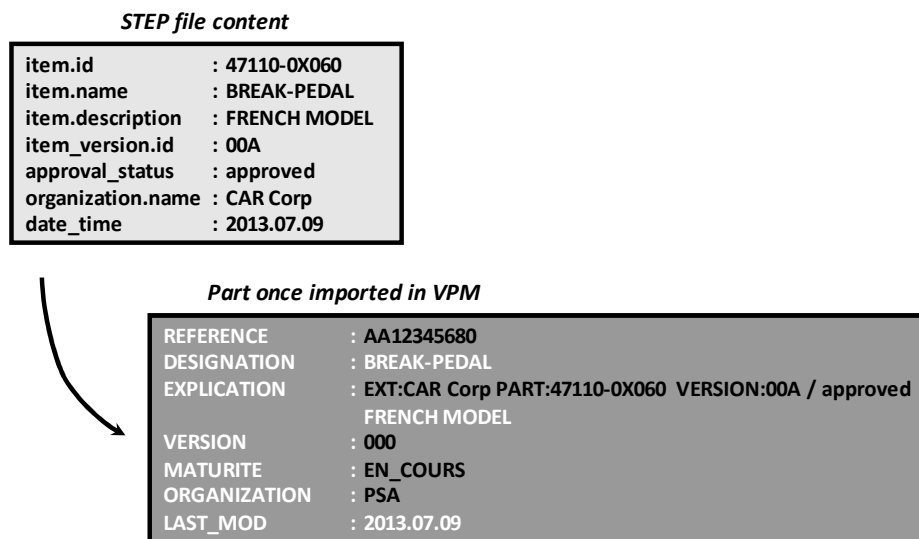 STEP file content
item.id : 47110-0X060
item.name : BREAK-PEDAL
item.description : FRENCH MODEL
item_version.id : 00A
approval_status : approved
organization.name : CAR Corp
date_time : 2013.07.09
Part once imported in VPM
REFERENCE : AA12345680
DESIGNATION : BREAK-PEDAL
EXPLICATION : EXT:CAR Corp PART:47110-0X060 VERSION:00A / approved
FRENCH MODEL
VERSION : 000
MATURITE : EN_COURS
ORGANIZATION : PSA
LAST_MOD : 2013.07.09